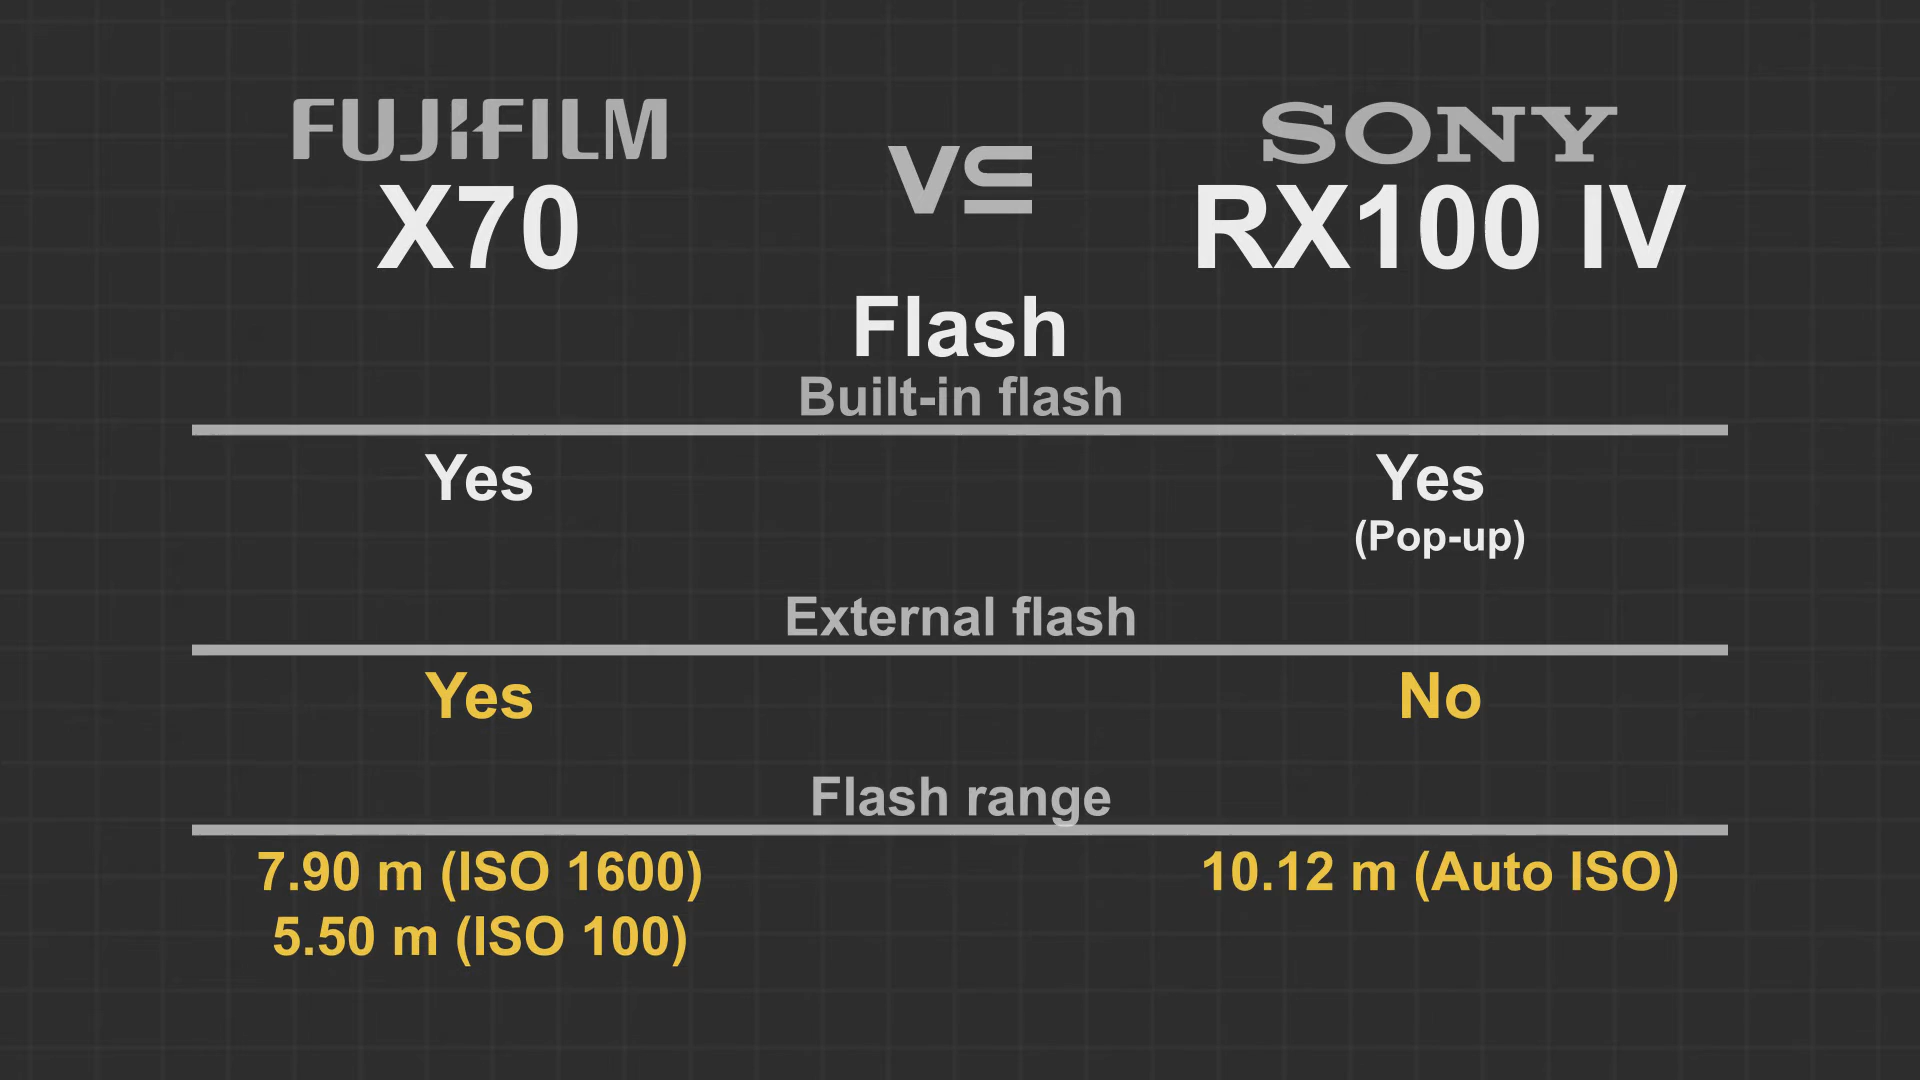 FUJIFILM
X70
VS
SONY
RX100 IV
Flash
Built-in flash
Yes
Yes
(Pop-up)
External flash
Yes
No
Flash range
7.90 m (ISO 1600)
10.12 m (Auto ISO)
5.50 m (ISO 100)